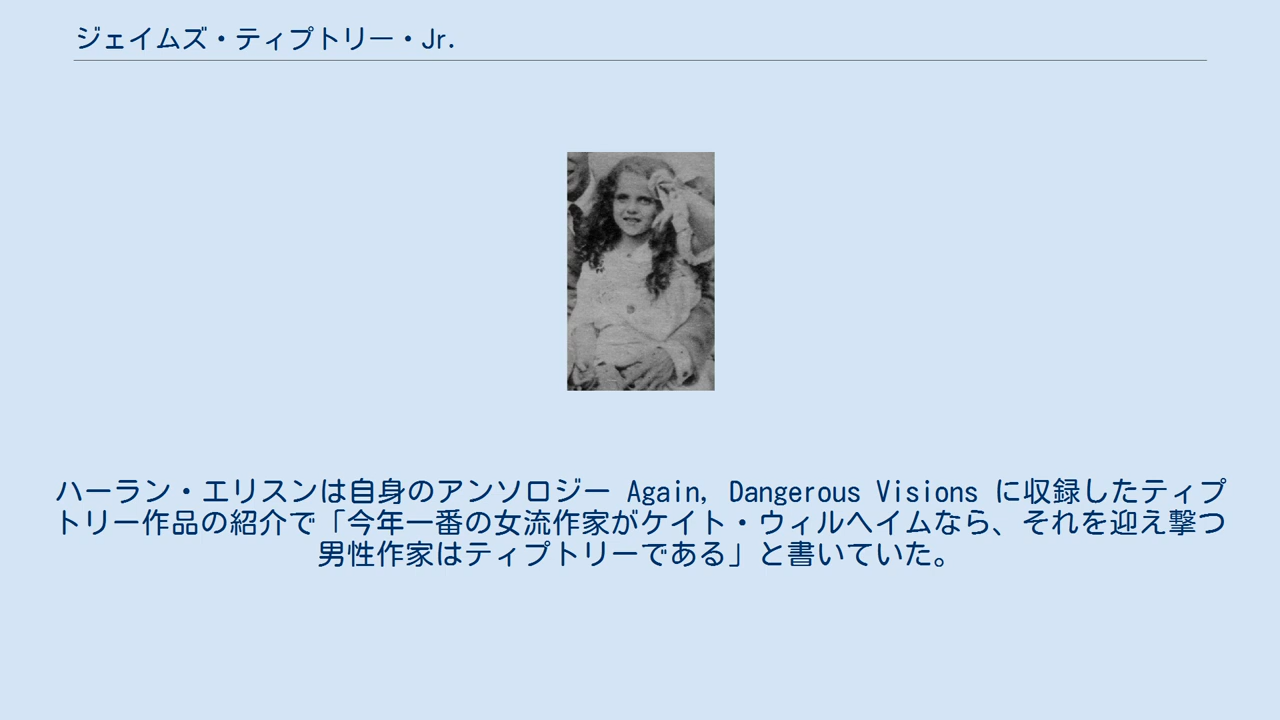 ジェイムズ・ティプトリー・Jr.
ハーラン・エリスンは自身のアンソロジー Again, Dangerous Visions に収録したティプ
トリー作品の紹介で「今年一番の女流作家がケイト・ウィルヘイムなら、それを迎え撃つ
男性作家はティプトリーである」と書いていた。